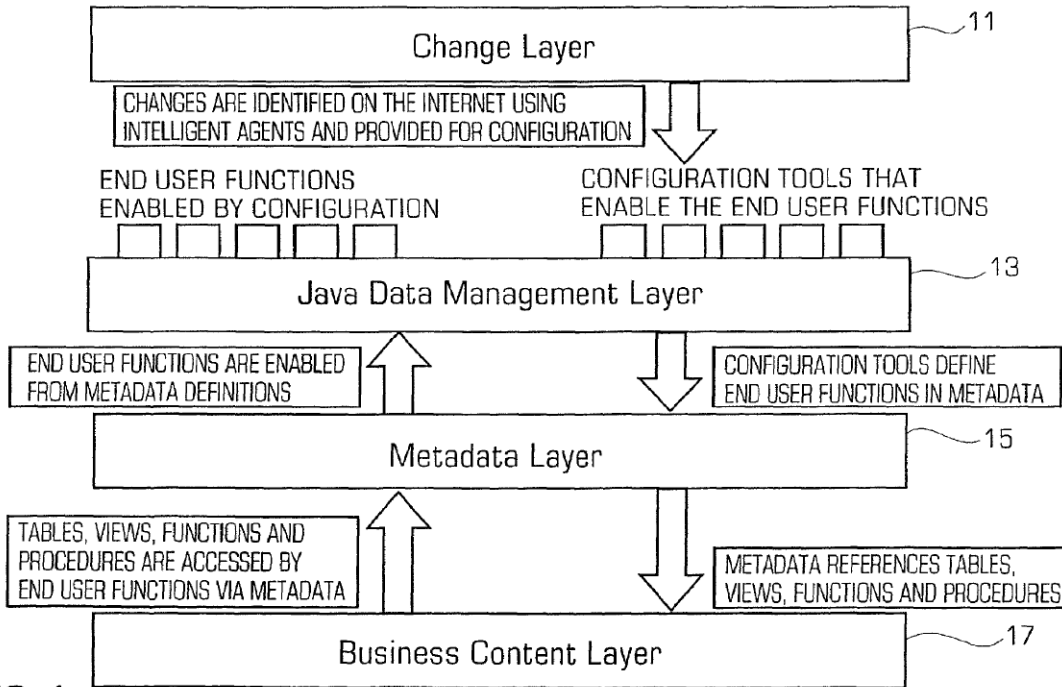 Change Layer
11
CHANGES ARE IDENTIFIED ON THE INTERNET USING
INTELLIGENT AGENTS AND PROVIDED FOR CONFIGURATION
END USER FUNCTIONS
ENABLED BY CONFIGURATION
CONFIGURATION TOOLS THAT
ENABLE THE END USER FUNCTIONS
Java Data Management Layer
13
END USER FUNCTIONS ARE ENABLED
FROM METADATA DEFINITIONS
CONFIGURATION TOOLS DEFINE
END USER FUNCTIONS IN METADATA
Metadata Layer
15
TABLES, VIEWS, FUNCTIONS AND
PROCEDURES ARE ACCESSED BY
END USER FUNCTIONS VIA METADATA
METADATA REFERENCES TABLES,
VIEWS, FUNCTIONS AND PROCEDURES
Business Content Layer
17